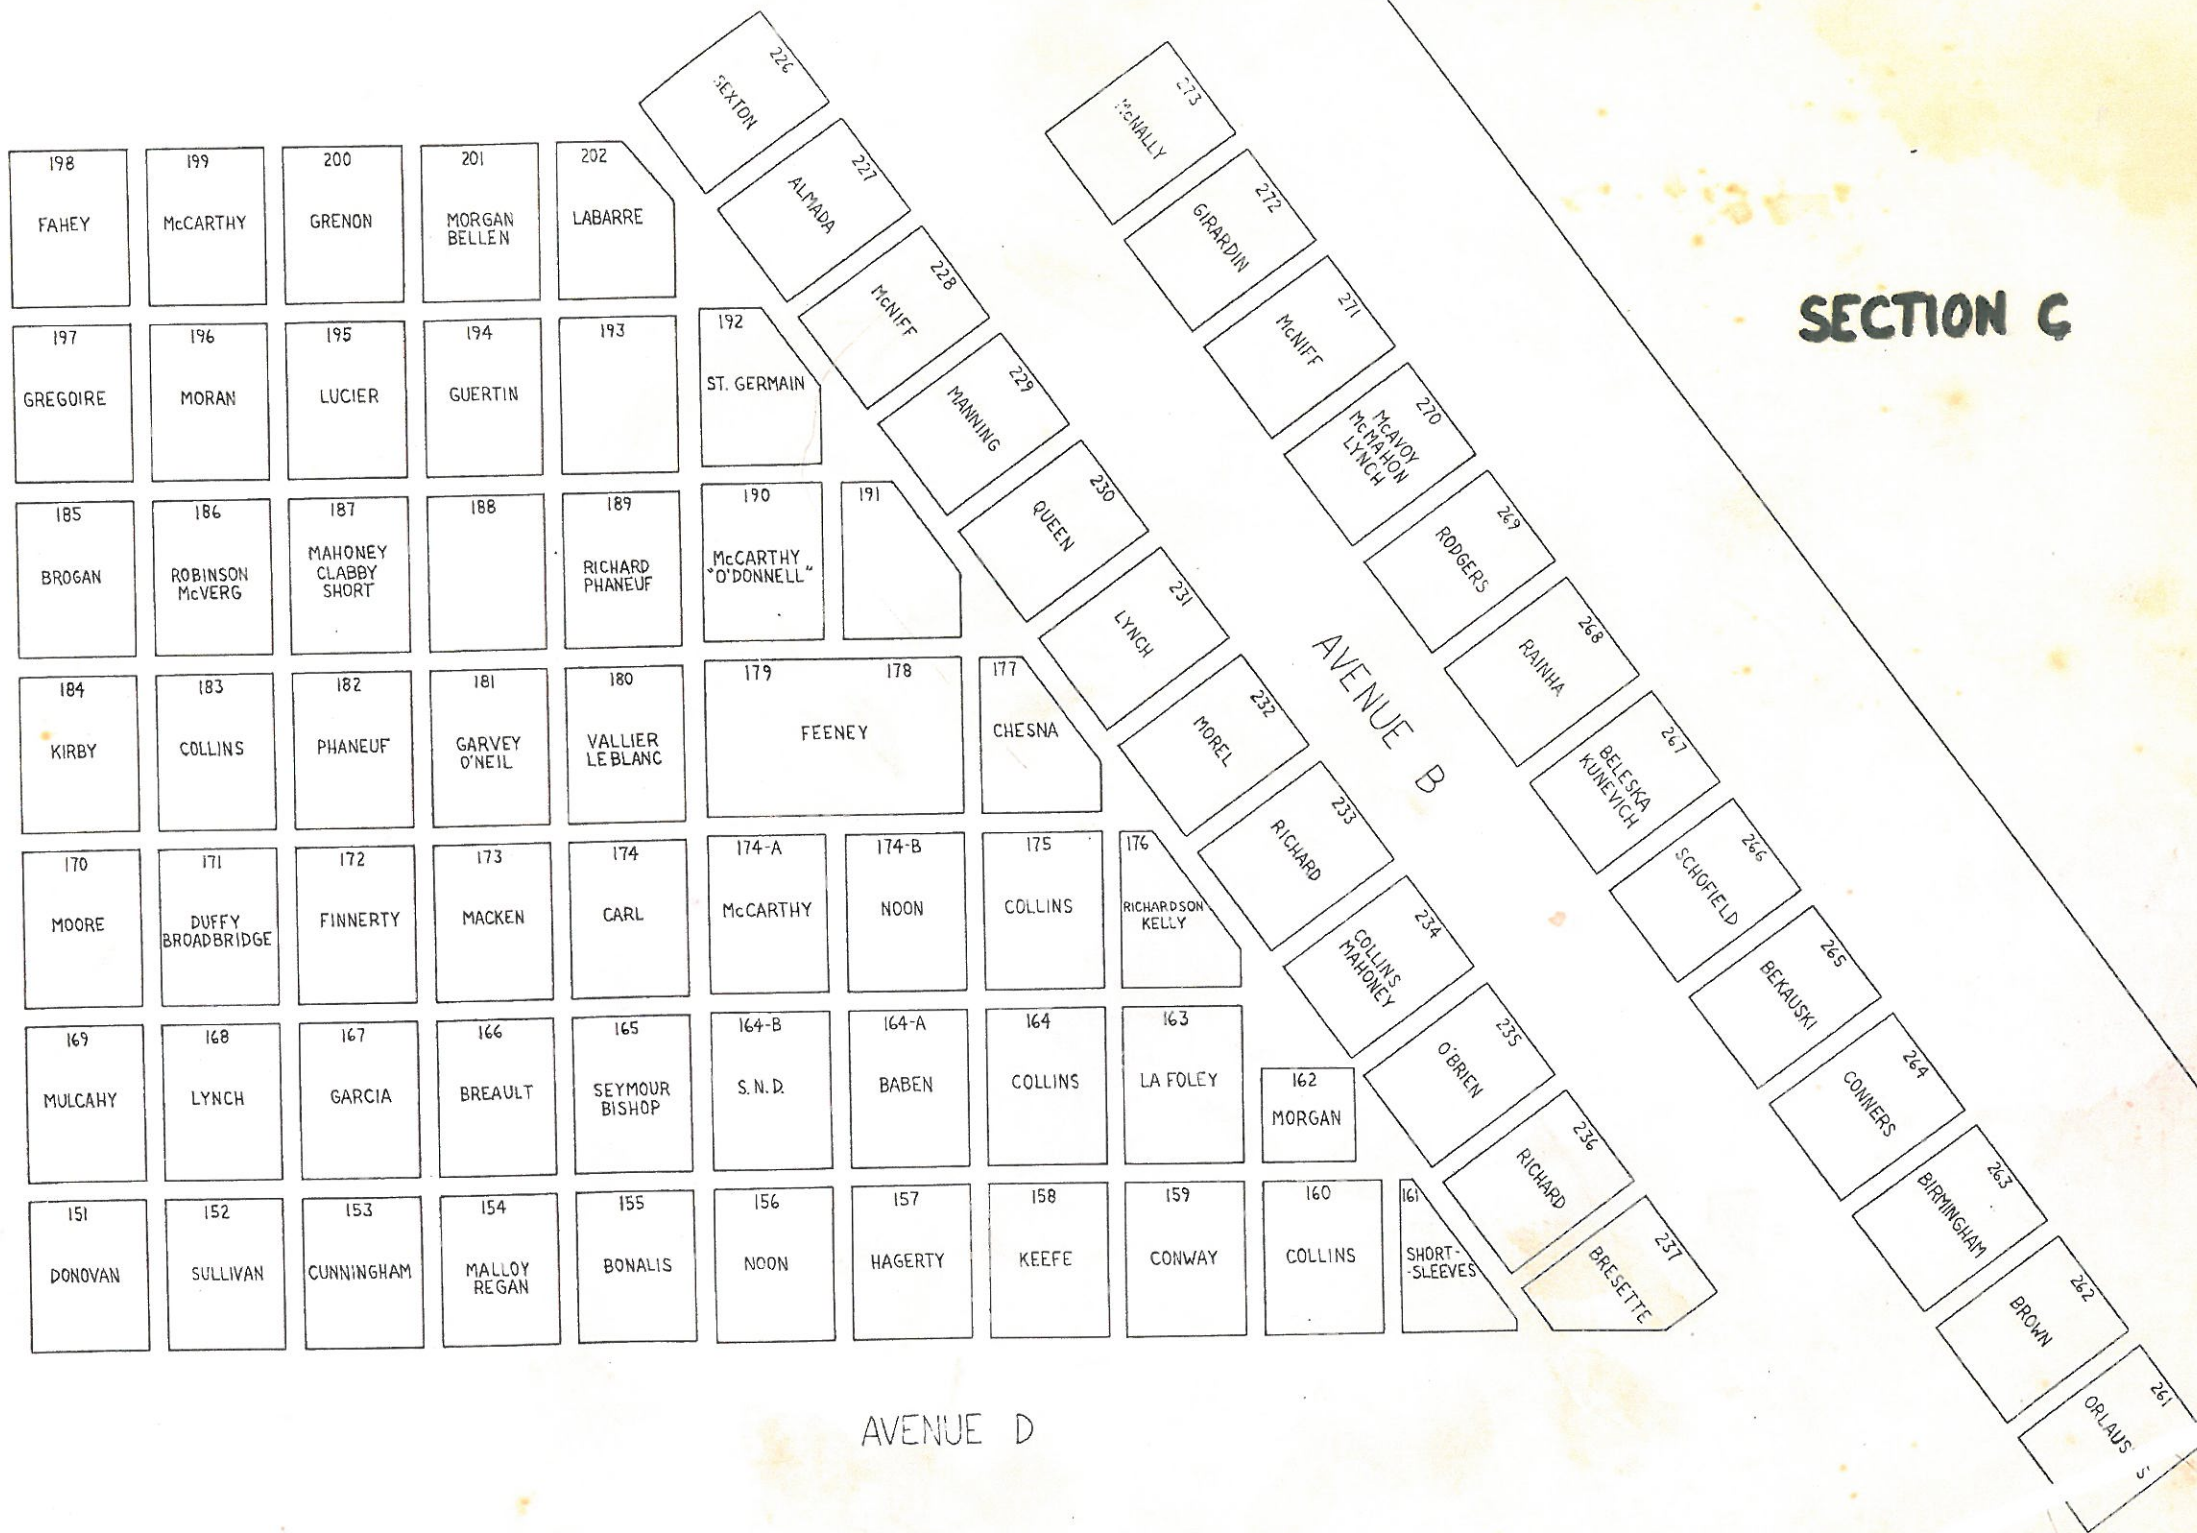 SECTION C
198
FAHEY
199
McCARTHY
200
GRENON
201
MORGAN
BELLEN
202
LABARRE
197
GREGOIRE
196
MORAN
195
LUCIER
194
GUERTIN
193
192
ST. GERMAIN
185
BROGAN
186
ROBINSON
McVERG
187
MAHONEY
CLABBY
SHORT
188
189
RICHARD
PHANEUF
190
McCARTHY
"O'DONNELL"
191
184
KIRBY
183
COLLINS
182
PHANEUF
181
GARVEY
O'NEIL
180
VALLIER
LEBLANC
179 178
FEENEY
177
CHESNA
170
MOORE
171
DUFFY
BROADBRIDGE
172
FINNERTY
173
MACKEN
174
CARL
174-A
McCARTHY
174-B
NOON
175
COLLINS
176
RICHARDSON
KELLY
169
MULCAHY
168
LYNCH
167
GARCIA
166
BREAULT
165
SEYMOUR
BISHOP
164-B
S.N.D.
164-A
BABEN
164
COLLINS
163
LA FOLEY
162
MORGAN
151
DONOVAN
152
SULLIVAN
153
CUNNINGHAM
154
MALLOY
REGAN
155
BONALIS
156
NOON
157
HAGERTY
158
KEEFE
159
CONWAY
160
COLLINS
161
SHORT-
-SLEEVES
226
SEXTON
227
ALMADA
228
McNIFF
229
MANNING
230
QUEEN
231
LYNCH
232
MOREL
233
RICHARD
234
COLLINS
MAHONEY
235
O'BRIEN
236
RICHARD
237
BRESETTE
AVENUE B
273
McNALLY
272
GIRARDIN
271
McNIFF
270
McAVOY
McMAHON
LYNCH
269
RODGERS
268
RAINHA
267
BELESKA
KUNEVICH
266
SCHOFIELD
265
BEKAUSKI
264
CONNERS
263
BIRMINGHAM
262
BROWN
261
AVENUE D